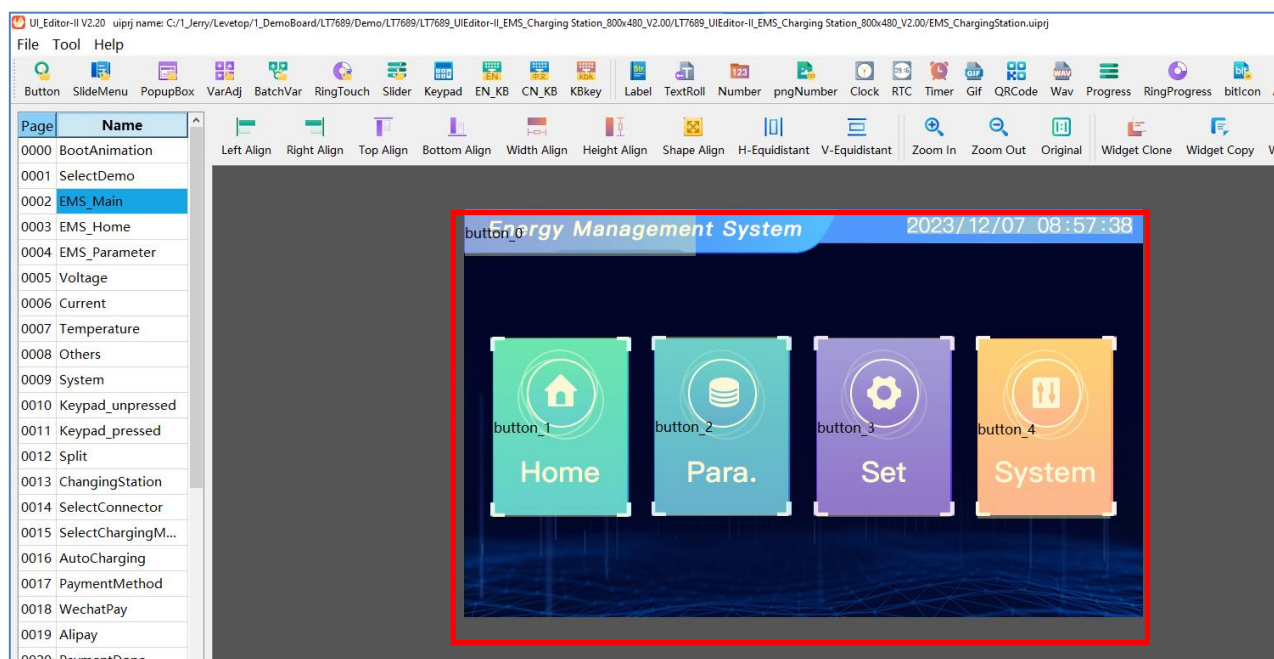 UI_Editor-II V2.20 uiprj name: C:/1_Jerry/Levetop/1_DemoBoard/LT7689/Demo/LT7689/LT7689_UIEditor-II_EMS_Charging Station_800x480_V2.00/LT7689_UIEditor-II_EMS_Charging Station_800x480_V2.00/EMS_ChargingStation.uiprj
File Tool Help
Button SlideMenu PopupBox VarAdj BatchVar RingTouch Slider Keypad EN_KB CN_KB KBkey Label TextRoll Number pngNumber Clock RTC Timer Gif QRCode Wav Progress RingProgress bitIcon
Page Name
Left Align Right Align Top Align Bottom Align Width Align Height Align Shape Align H-Equidistant V-Equidistant Zoom In Zoom Out Original Widget Clone Widget Copy
0000 BootAnimation
0001 SelectDemo
0002 EMS_Main
0003 EMS_Home
0004 EMS_Parameter
0005 Voltage
0006 Current
0007 Temperature
0008 Others
0009 System
0010 Keypad_unpressed
0011 Keypad_pressed
0012 Split
0013 ChangingStation
0014 SelectConnector
0015 SelectChargingM...
0016 AutoCharging
0017 PaymentMethod
0018 WechatPay
0019 Alipay
0020 PaymentDone
Energy Management System
2023/12/07 08:57:38
button_0
button_1
Home
button_2
Para.
button_3
Set
button_4
System